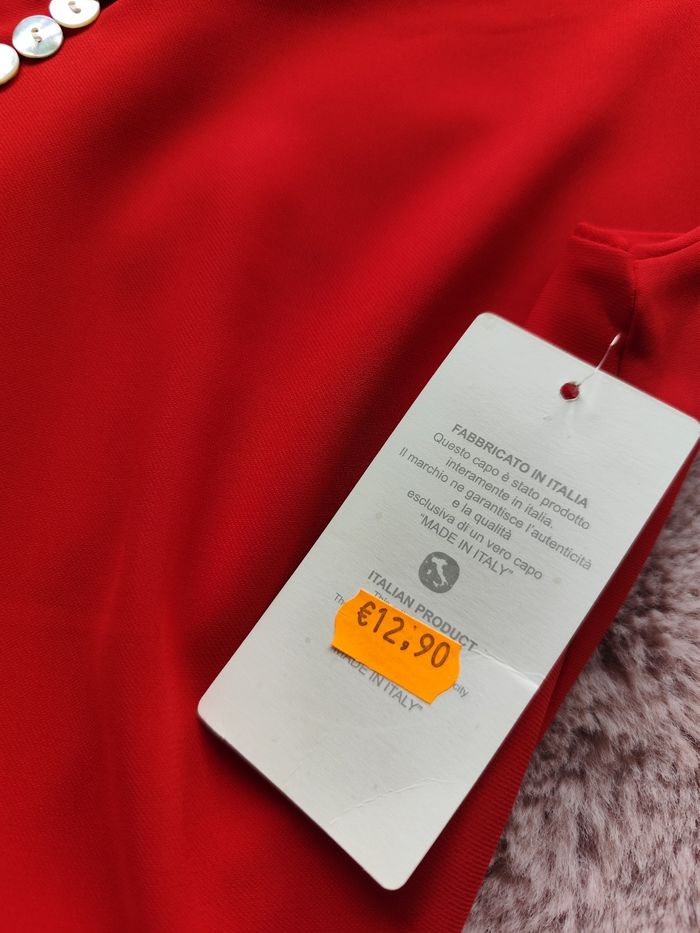 FABBRICATO IN ITALIA
Questo capo è stato prodotto
interamente in italia.
Il marchio ne garantisce l'autenticità
e la qualità
esclusiva di un vero capo
"MADE IN ITALY"
ITALIAN PRODUCT
€12,90
MADE IN ITALY"